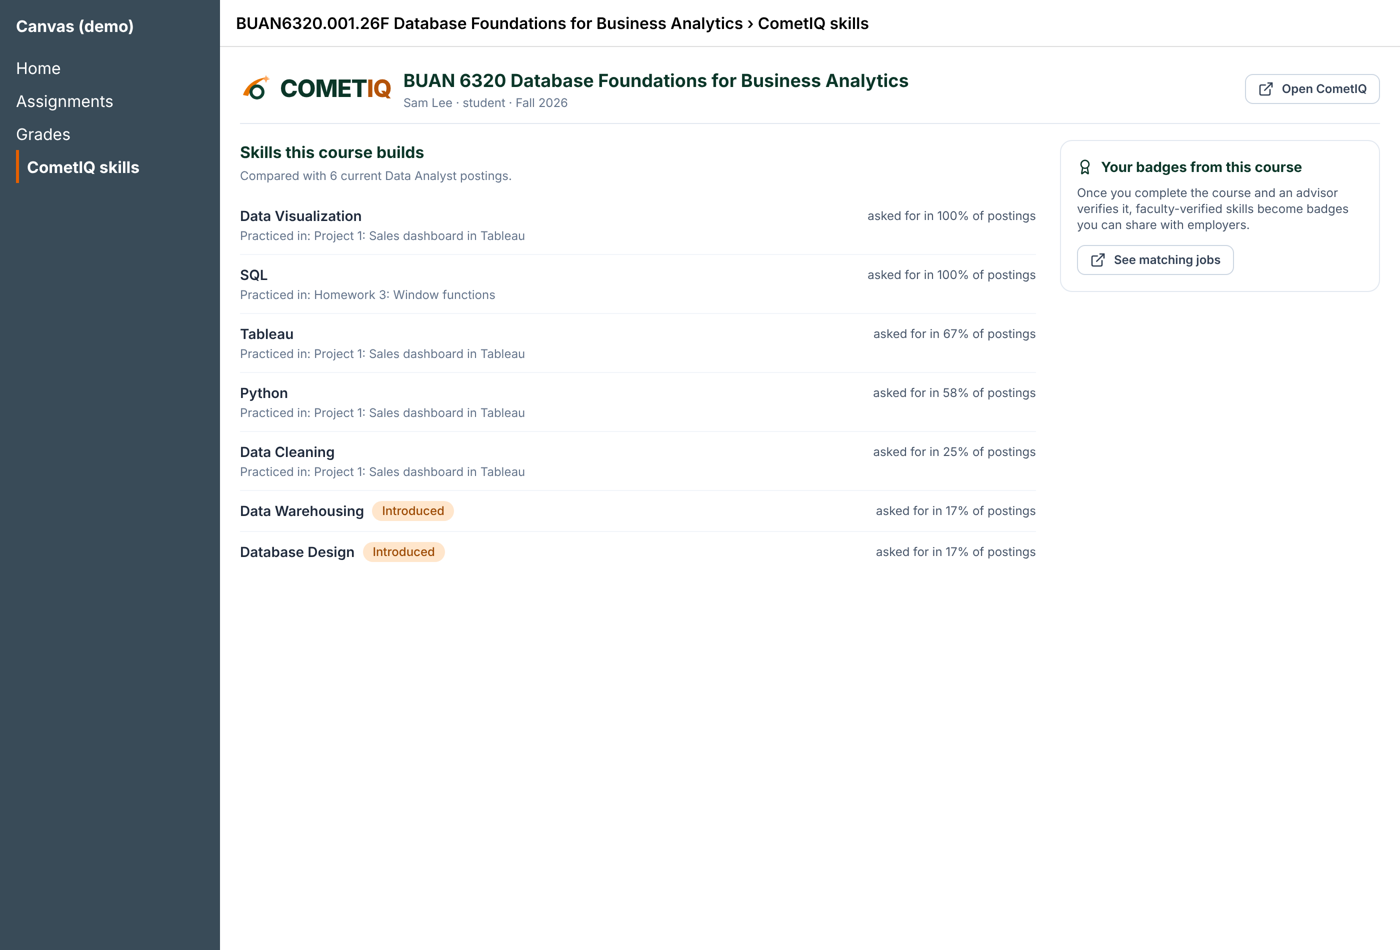 Canvas (demo)
Home
Assignments
Grades
CometIQ skills
BUAN6320.001.26F Database Foundations for Business Analytics › CometIQ skills
COMETIQ
BUAN 6320 Database Foundations for Business Analytics
Sam Lee · student · Fall 2026
Open CometIQ
Skills this course builds
Compared with 6 current Data Analyst postings.
Data Visualization
asked for in 100% of postings
Practiced in: Project 1: Sales dashboard in Tableau
SQL
asked for in 100% of postings
Practiced in: Homework 3: Window functions
Tableau
asked for in 67% of postings
Practiced in: Project 1: Sales dashboard in Tableau
Python
asked for in 58% of postings
Practiced in: Project 1: Sales dashboard in Tableau
Data Cleaning
asked for in 25% of postings
Practiced in: Project 1: Sales dashboard in Tableau
Data Warehousing Introduced
asked for in 17% of postings
Database Design Introduced
asked for in 17% of postings
Your badges from this course
Once you complete the course and an advisor
verifies it, faculty-verified skills become badges
you can share with employers.
See matching jobs